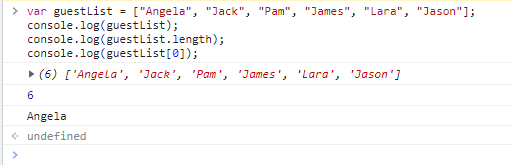 var guestList = ["Angela", "Jack", "Pam", "James", "Lara", "Jason"];
console.log(guestList);
console.log(guestList.length);
console.log(guestList[0]);
(6) ['Angela', 'Jack', 'Pam', 'James', 'Lara', 'Jason']
6
Angela
undefined